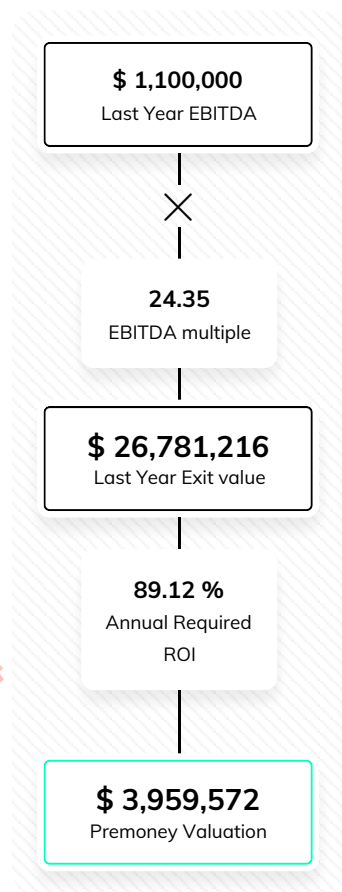 $ 1,100,000
Last Year EBITDA
24.35
EBITDA multiple
$ 26,781,216
Last Year Exit value
89.12 %
Annual Required
ROI
$ 3,959,572
Premoney Valuation